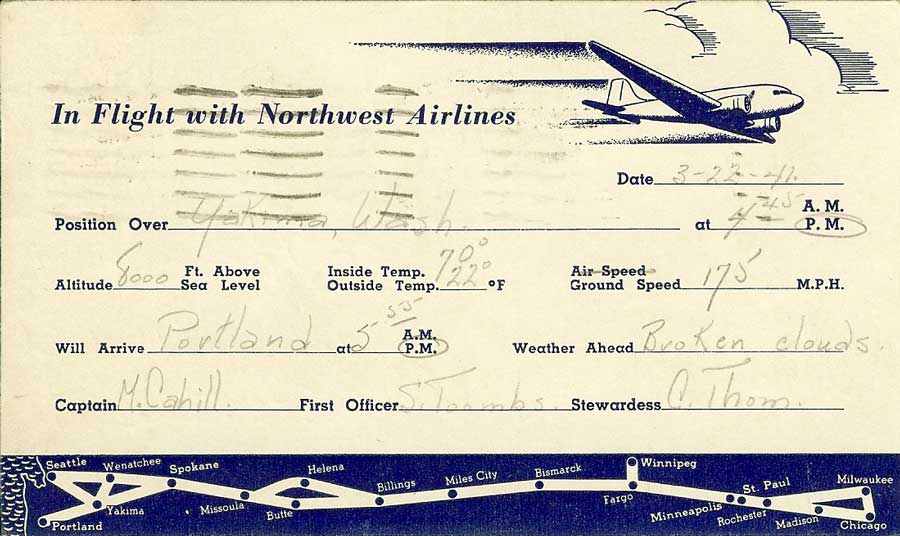 In Flight with Northwest Airlines
Date 3-22-41.
Position Over Yakima, Wash. at 4 45 A. M. P. M.
Altitude 8000 Ft. Above Sea Level Inside Temp. 70° Outside Temp. 22° °F Air Speed Ground Speed 175 M.P.H.
Will Arrive Portland at 5 55 A.M. P.M. Weather Ahead Broken clouds.
Captain M. Cahill. First Officer S. Toombs. Stewardess C. Thom.
Seattle Wenatchee Spokane Helena Miles City Bismarck Winnipeg Milwaukee
Portland Yakima Missoula Butte Billings Fargo Minneapolis St. Paul Rochester Madison Chicago